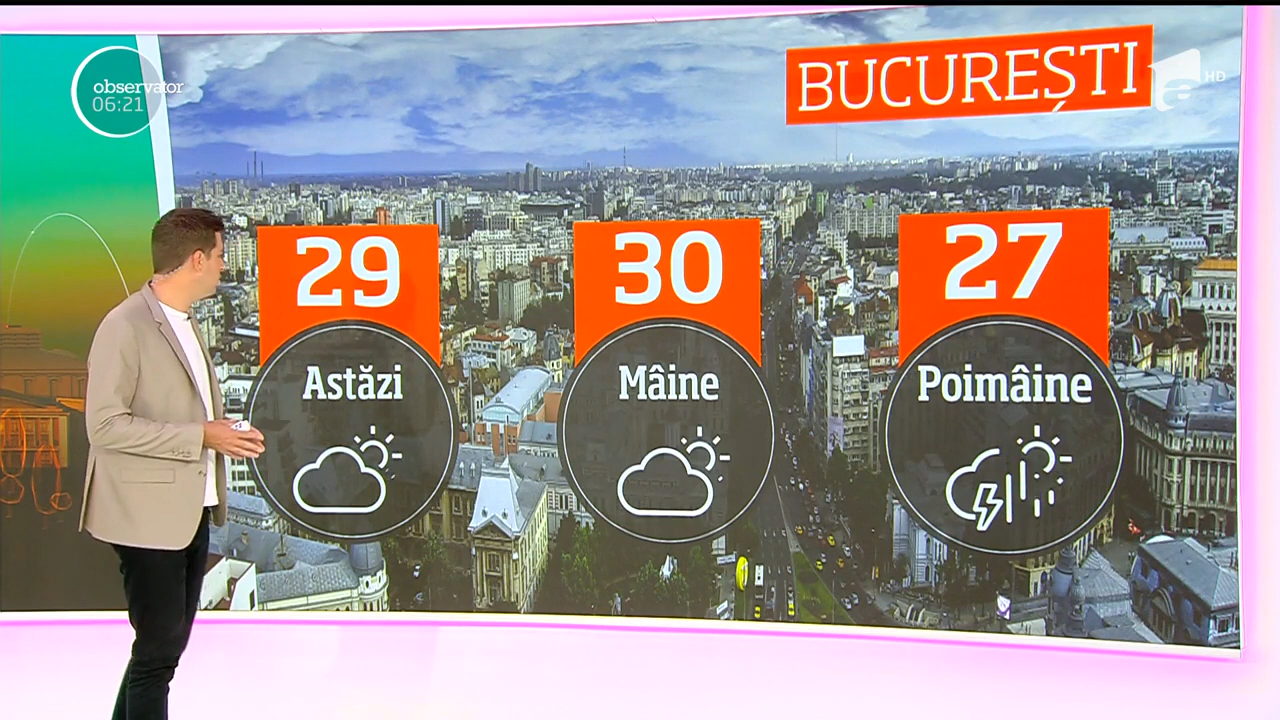 observator
06:21
BUCUREȘTI
HD
29
Astăzi
30
Mâine
27
Poimâine